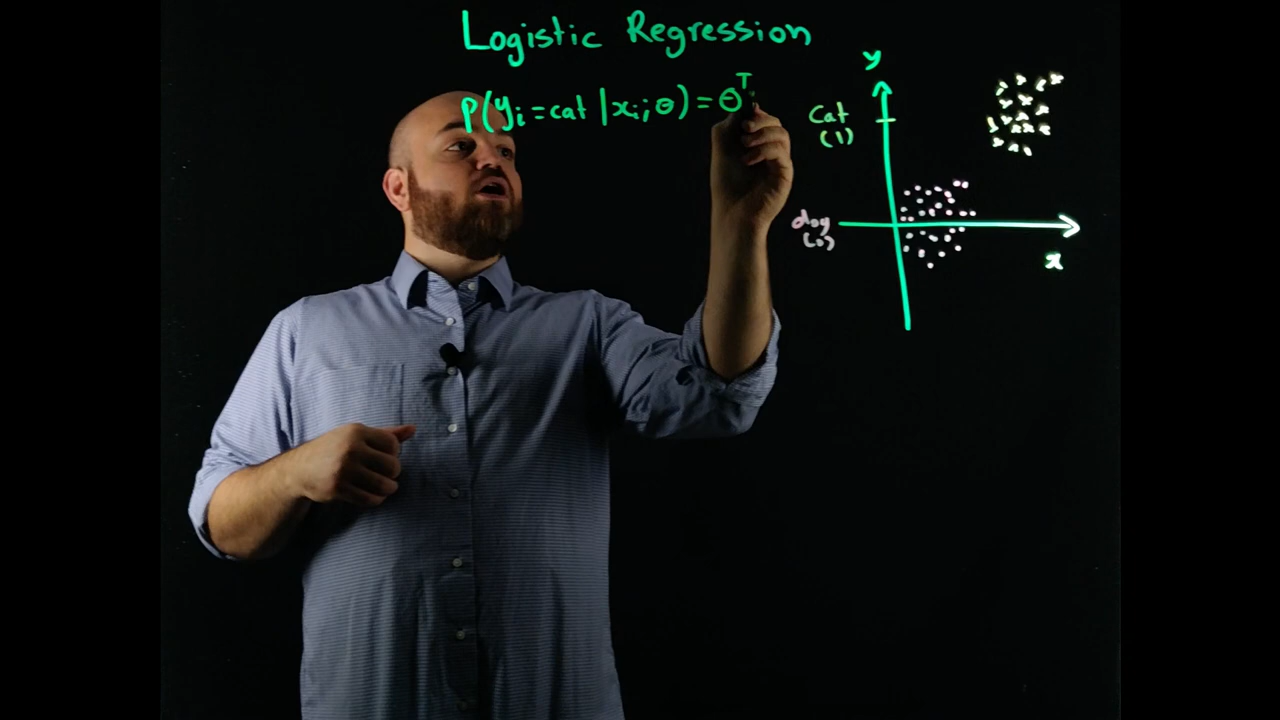 Logistic Regression
P(yᵢ = cat | xᵢ; θ) = θᵀ
y
Cat
(1)
dog
(0)
x